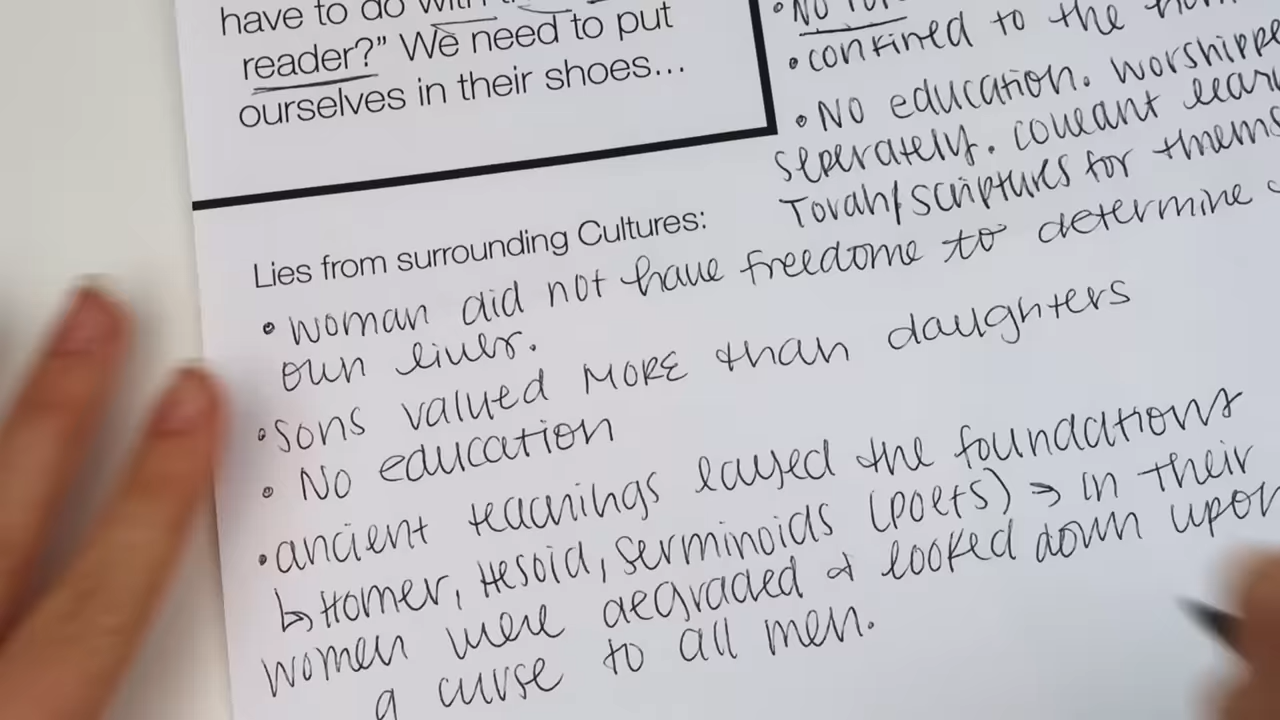 have to do with
reader?" We need to put
ourselves in their shoes...
• No
• confined to the
• No education. worshippe
seperately. coueant
Torah/scriptures for thems
Lies from surrounding Cultures:
• woman did not have freedome to determine
own lives.
• sons valued MORE than daughters
• No education
• ancient teachings layed the foundations
↳ Homer, Hesoid, serminoids (poets) → in their
women were degraded & looked down upon
a curse to all men.